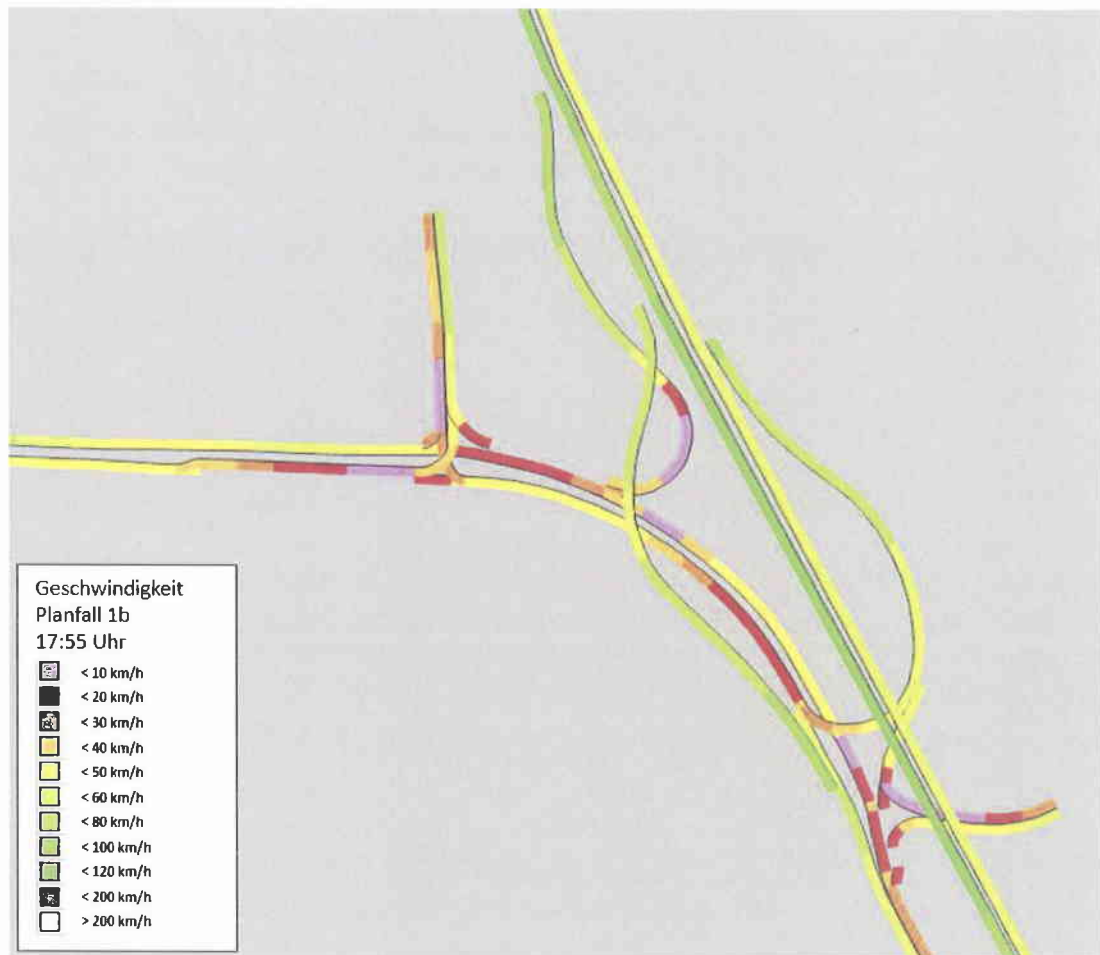 Geschwindigkeit
Planfall 1b
17:55 Uhr
< 10 km/h
< 20 km/h
< 30 km/h
< 40 km/h
< 50 km/h
< 60 km/h
< 80 km/h
< 100 km/h
< 120 km/h
< 200 km/h
> 200 km/h